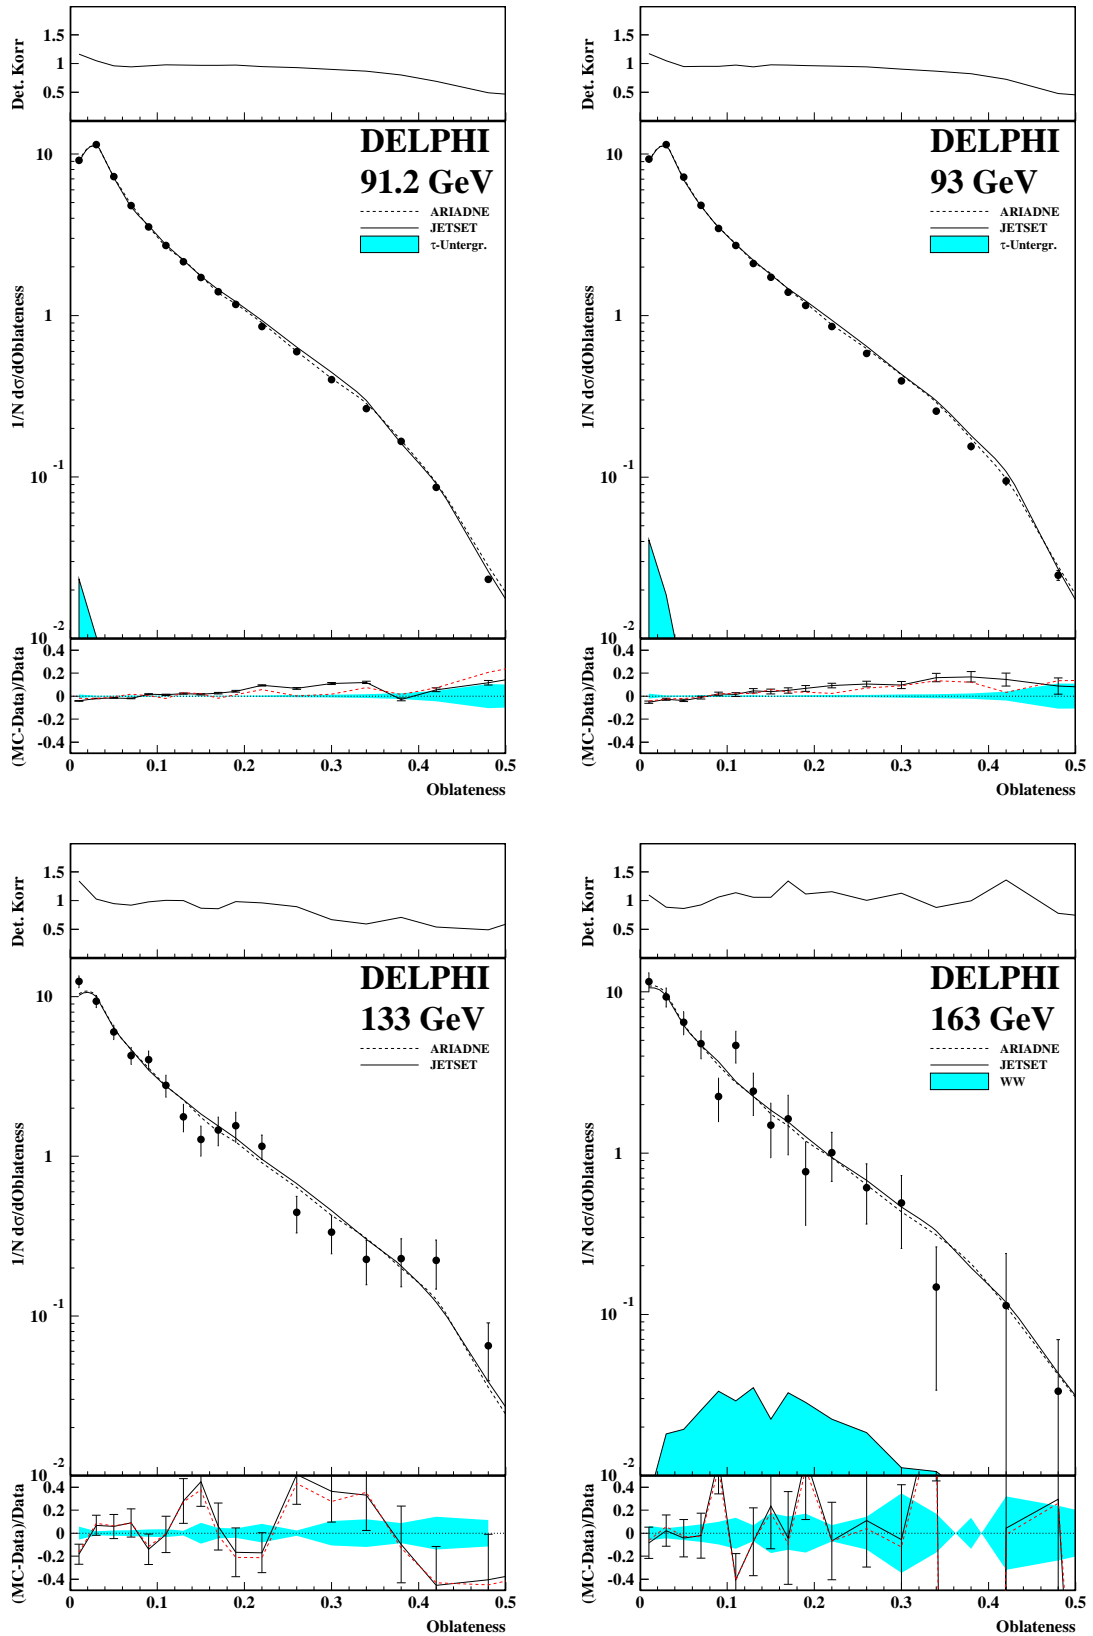 Det. Korr
1.5
1
0.5
DELPHI
91.2 GeV
ARIADNE
JETSET
τ-Untergr.
1/N dσ/dOblateness
10
1
10 -1
10 -2
(MC-Data)/Data
0.4
0.2
0
-0.2
-0.4
0 0.1 0.2 0.3 0.4 0.5
Oblateness
Det. Korr
1.5
1
0.5
DELPHI
93 GeV
ARIADNE
JETSET
τ-Untergr.
1/N dσ/dOblateness
10
1
10 -1
10 -2
(MC-Data)/Data
0.4
0.2
0
-0.2
-0.4
0 0.1 0.2 0.3 0.4 0.5
Oblateness
Det. Korr
1.5
1
0.5
DELPHI
133 GeV
ARIADNE
JETSET
1/N dσ/dOblateness
10
1
10 -1
10 -2
(MC-Data)/Data
0.4
0.2
0
-0.2
-0.4
0 0.1 0.2 0.3 0.4 0.5
Oblateness
Det. Korr
1.5
1
0.5
DELPHI
163 GeV
ARIADNE
JETSET
WW
1/N dσ/dOblateness
10
1
10 -1
10 -2
(MC-Data)/Data
0.4
0.2
0
-0.2
-0.4
0 0.1 0.2 0.3 0.4 0.5
Oblateness